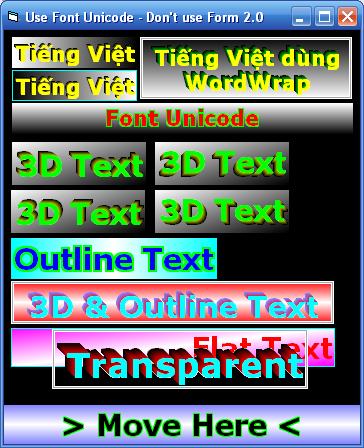 Use Font Unicode - Don't use Form 2.0
Tiếng Việt
Tiếng Việt
Tiếng Việt dùng
WordWrap
Font Unicode
3D Text
3D Text
3D Text
3D Text
Outline Text
3D & Outline Text
Flat Text
Transparent
> Move Here <